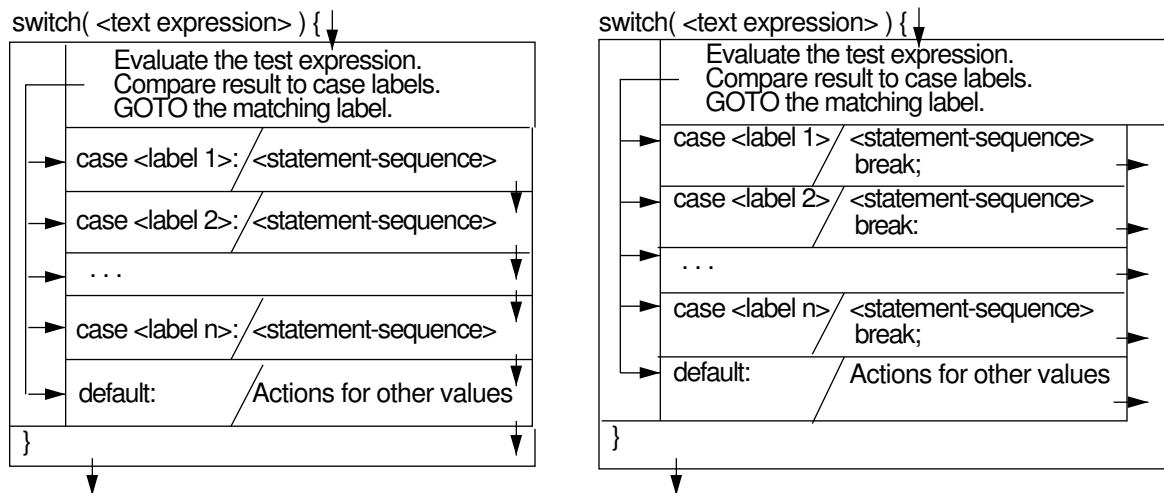 switch( <text expression> ) {
Evaluate the test expression.
Compare result to case labels.
GOTO the matching label.
case <label 1>: <statement-sequence>
case <label 2>: <statement-sequence>
. . .
case <label n>: <statement-sequence>
default: Actions for other values
}
switch( <text expression> ) {
Evaluate the test expression.
Compare result to case labels.
GOTO the matching label.
case <label 1> <statement-sequence>
break;
case <label 2> <statement-sequence>
break:
. . .
case <label n> <statement-sequence>
break;
default: Actions for other values
}